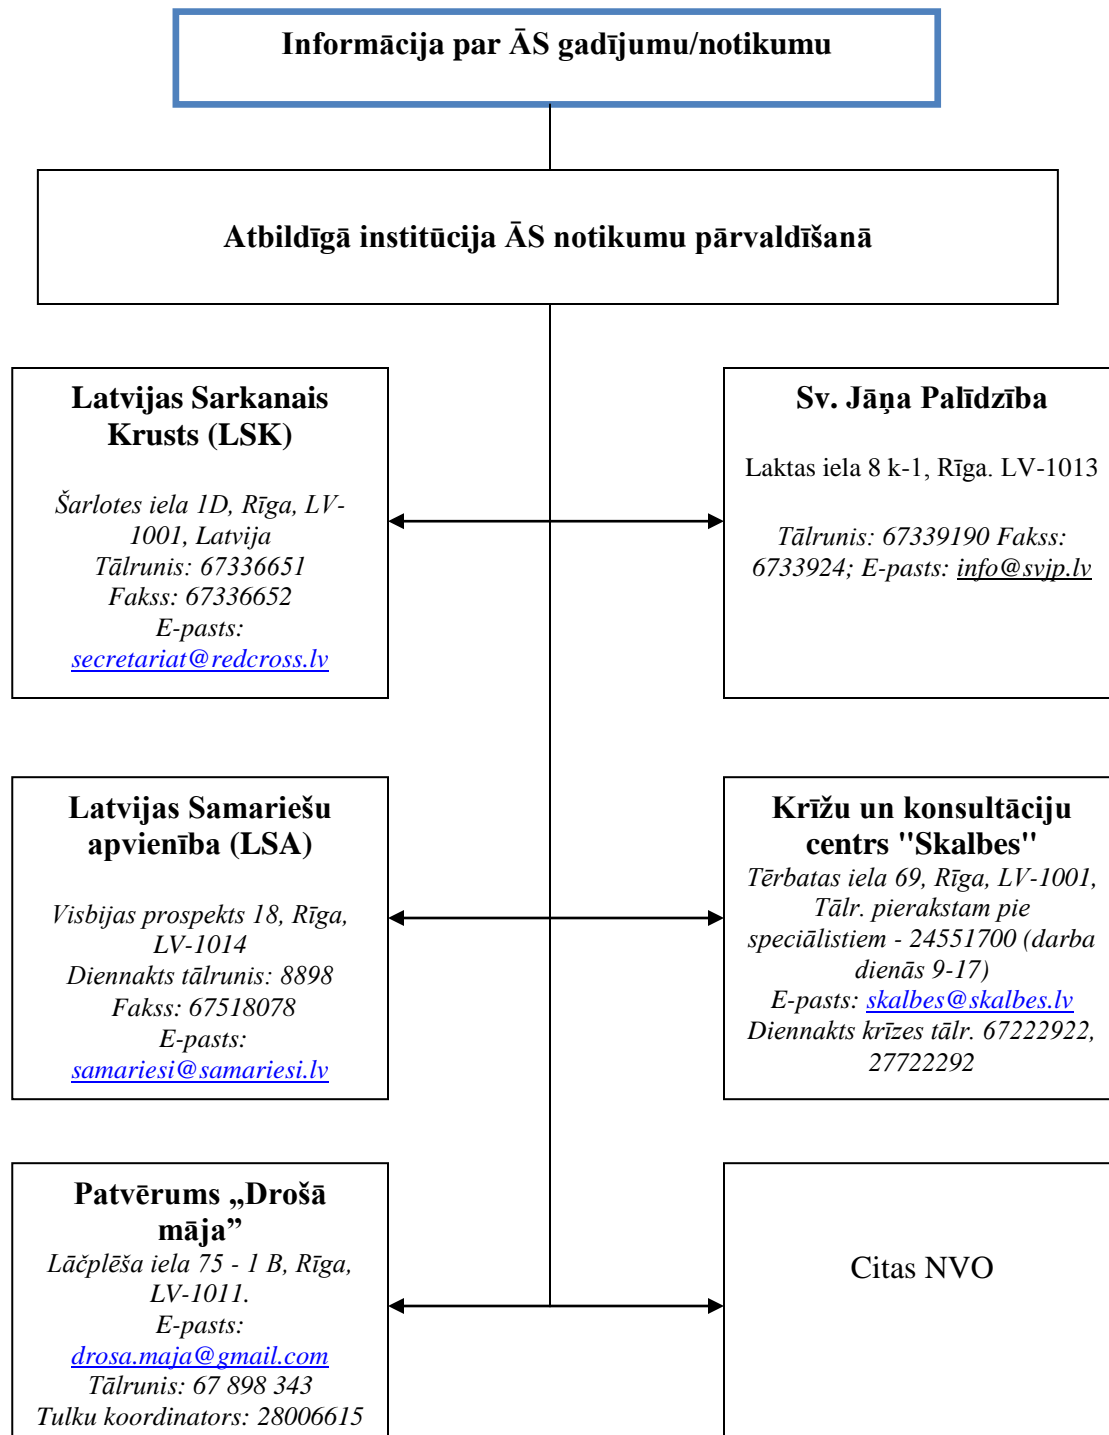 Informācija par ĀS gadījumu/notikumu
Atbildīgā institūcija ĀS notikumu pārvaldīšanā
Latvijas Sarkanais
Krusts (LSK)
Šarlotes iela 1D, Rīga, LV-
1001, Latvija
Tālrunis: 67336651
Fakss: 67336652
E-pasts:
secretariat@redcross.lv
Sv. Jāņa Palīdzība
Laktas iela 8 k-1, Rīga. LV-1013
Tālrunis: 67339190 Fakss:
6733924; E-pasts: info@svjp.lv
Latvijas Samariešu
apvienība (LSA)
Visbijas prospekts 18, Rīga,
LV-1014
Diennakts tālrunis: 8898
Fakss: 67518078
E-pasts:
samariesi@samariesi.lv
Krīžu un konsultāciju
centrs "Skalbes"
Tērbatas iela 69, Rīga, LV-1001,
Tālr. pierakstam pie
speciālistiem - 24551700 (darba
dienās 9-17)
E-pasts: skalbes@skalbes.lv
Diennakts krīzes tālr. 67222922,
27722292
Patvērums „Drošā
māja”
Lāčplēša iela 75 - 1 B, Rīga,
LV-1011.
E-pasts:
drosa.maja@gmail.com
Tālrunis: 67 898 343
Tulku koordinators: 28006615
Citas NVO